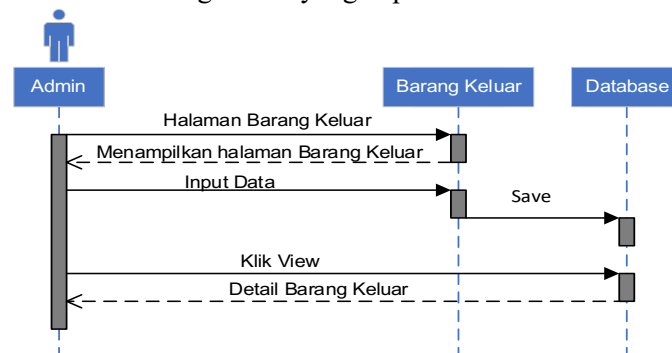 Admin
Barang Keluar
Database
Halaman Barang Keluar
Menampilkan halaman Barang Keluar
Input Data
Save
Klik View
Detail Barang Keluar